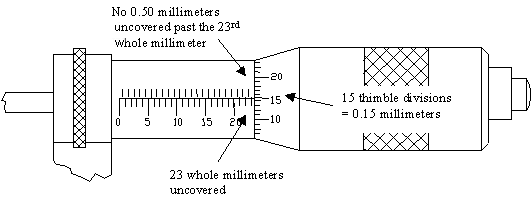 No 0.50 millimeters
uncovered past the 23rd
whole millimeter
20
15
10
0 5 10 15 20
15 thimble divisions
= 0.15 millimeters
23 whole millimeters
uncovered